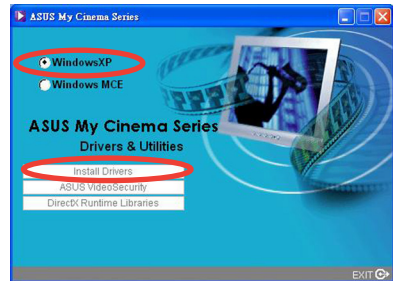 ASUS My Cinema Series
WindowsXP
Windows MCE
ASUS My Cinema Series
Drivers & Utilities
Install Drivers
ASUS VideoSecurity
DirectX Runtime Libraries
EXIT